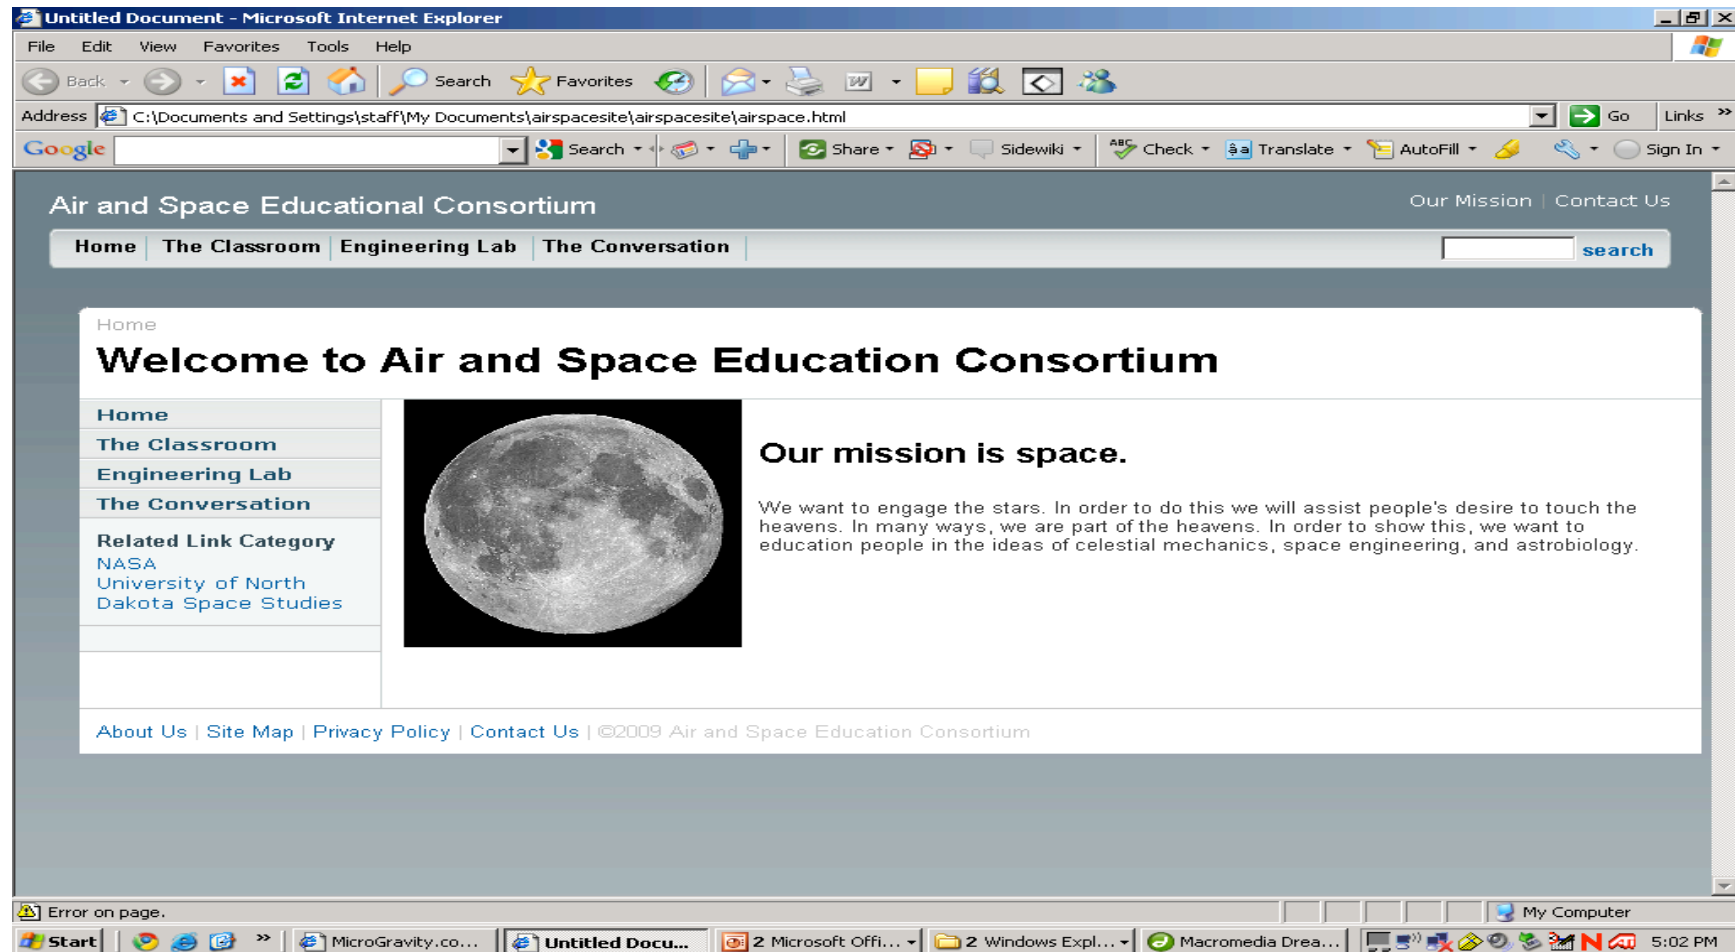 Untitled Document - Microsoft Internet Explorer
File Edit View Favorites Tools Help
Back Search Favorites
Address C:\Documents and Settings\staff\My Documents\airspacesite\airspacesite\airspace.html Go Links »
Google Search Share Sidewiki Check Translate AutoFill Sign In
Air and Space Educational Consortium
Our Mission | Contact Us
Home The Classroom Engineering Lab The Conversation
search
Home
Welcome to Air and Space Education Consortium
Home
The Classroom
Engineering Lab
The Conversation
Related Link Category
NASA
University of North
Dakota Space Studies
Our mission is space.
We want to engage the stars. In order to do this we will assist people's desire to touch the
heavens. In many ways, we are part of the heavens. In order to show this, we want to
education people in the ideas of celestial mechanics, space engineering, and astrobiology.
About Us | Site Map | Privacy Policy | Contact Us | ©2009 Air and Space Education Consortium
Error on page. My Computer
Start » MicroGravity.co... Untitled Docu... 2 Microsoft Offi... 2 Windows Expl... Macromedia Drea... 5:02 PM